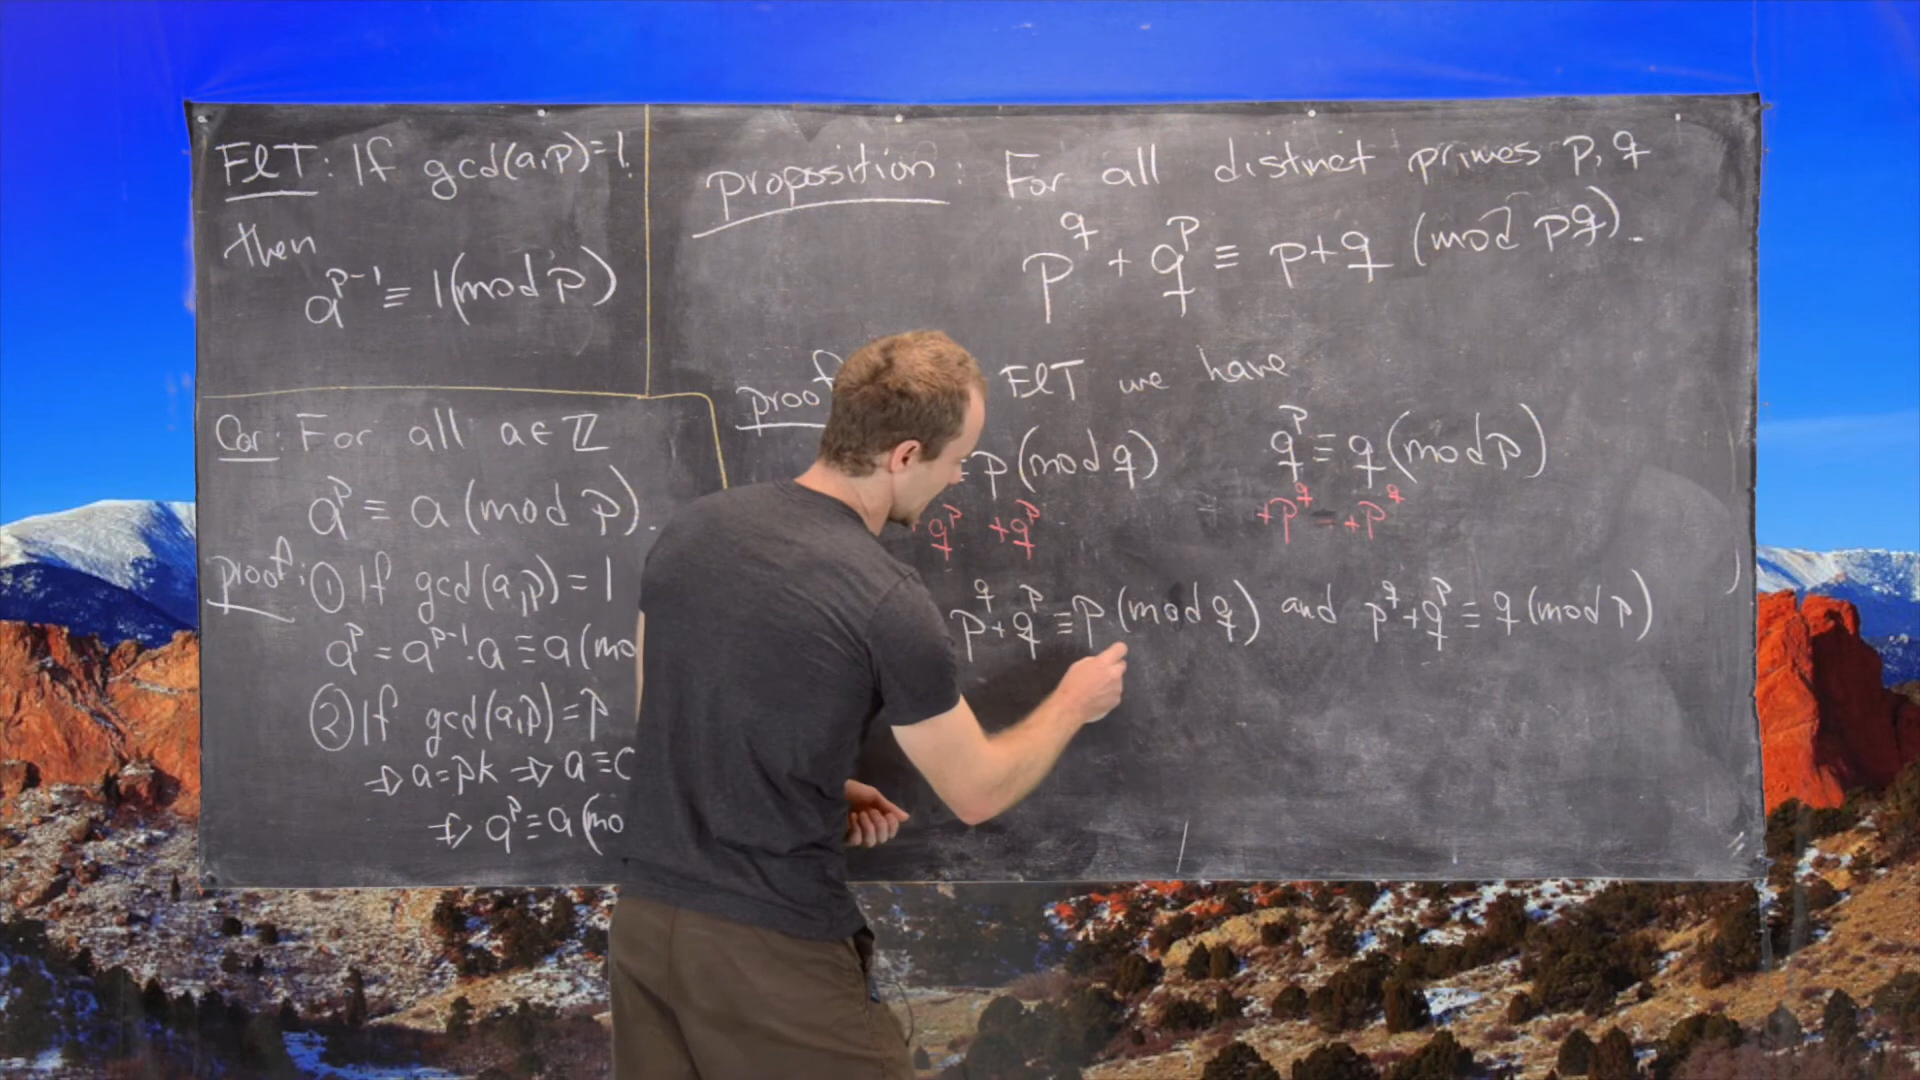 FlT: If gcd(a,p)=1.
then
a^{p-1} ≡ 1(mod p)
Cor: For all a∈ℤ
a^p ≡ a (mod p).
proof: ① If gcd(a,p)=1
a^p = a^{p-1}·a ≡ a(mo
② If gcd(a,p)=p
⇒ a=pk ⇒ a≡
⇒ a^p ≡ a (mo
proposition: For all distinct primes p, q
p^q + q^p ≡ p+q (mod pq).
proof FlT we have
≡ p (mod q) q^p ≡ q (mod p)
+q^p +q^p +p^q = +p^q
p^q+q^p ≡ p (mod q) and p^q+q^p ≡ q (mod p)